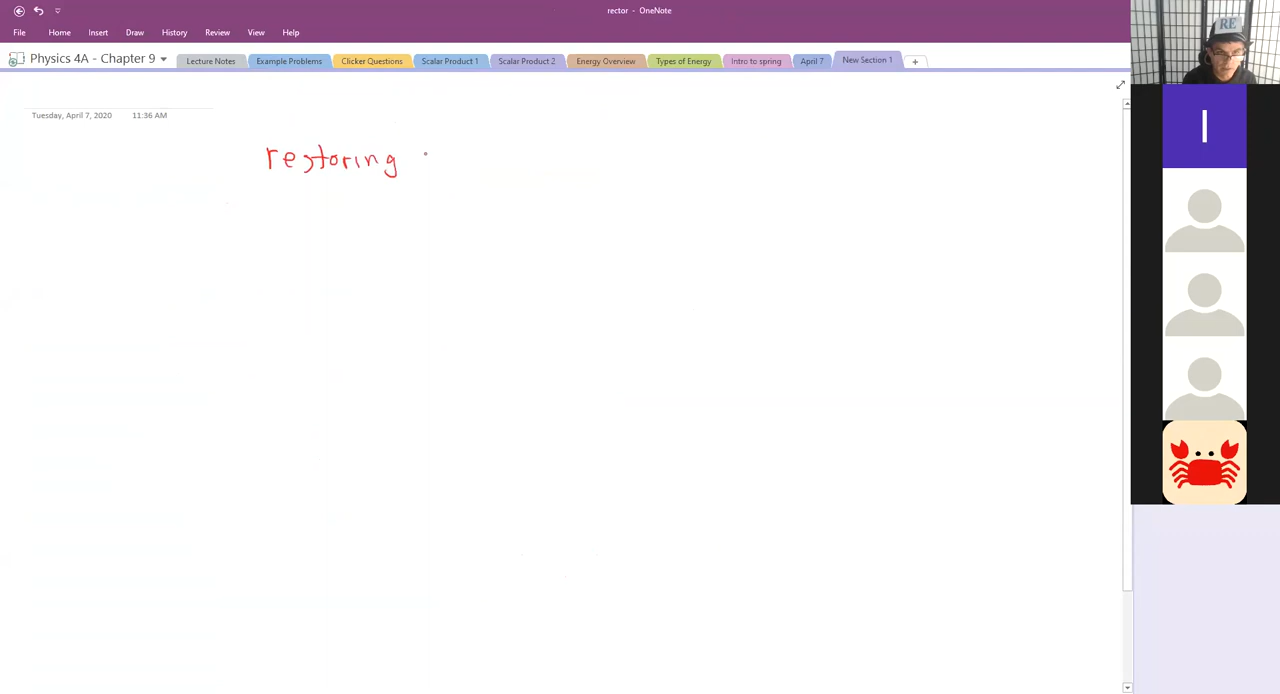 rector - OneNote
File Home Insert Draw History Review View Help
Physics 4A - Chapter 9 Lecture Notes Example Problems Clicker Questions Scalar Product 1 Scalar Product 2 Energy Overview Types of Energy Intro to spring April 7 New Section 1 +
Tuesday, April 7, 2020 11:36 AM
restoring
RE
I